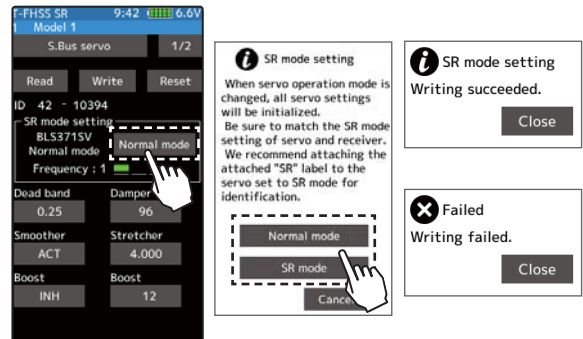 T-FHSS SR 9:42 6.6V
1 Model 1
S.Bus servo 1/2
Read Write Reset
ID 42 - 10394
SR mode setting
BLS371SV
Normal mode
Normal mode
Frequency : 1
Dead band Damper
0.25 96
Smoother Stretcher
ACT 4.000
Boost Boost
INH 12
i SR mode setting
When servo operation mode is
changed, all servo settings
will be initialized.
Be sure to match the SR mode
setting of servo and receiver.
We recommend attaching the
attached "SR" label to the
servo set to SR mode for
identification.
Normal mode
SR mode
i SR mode setting
Writing succeeded.
Close
Failed
Writing failed.
Close